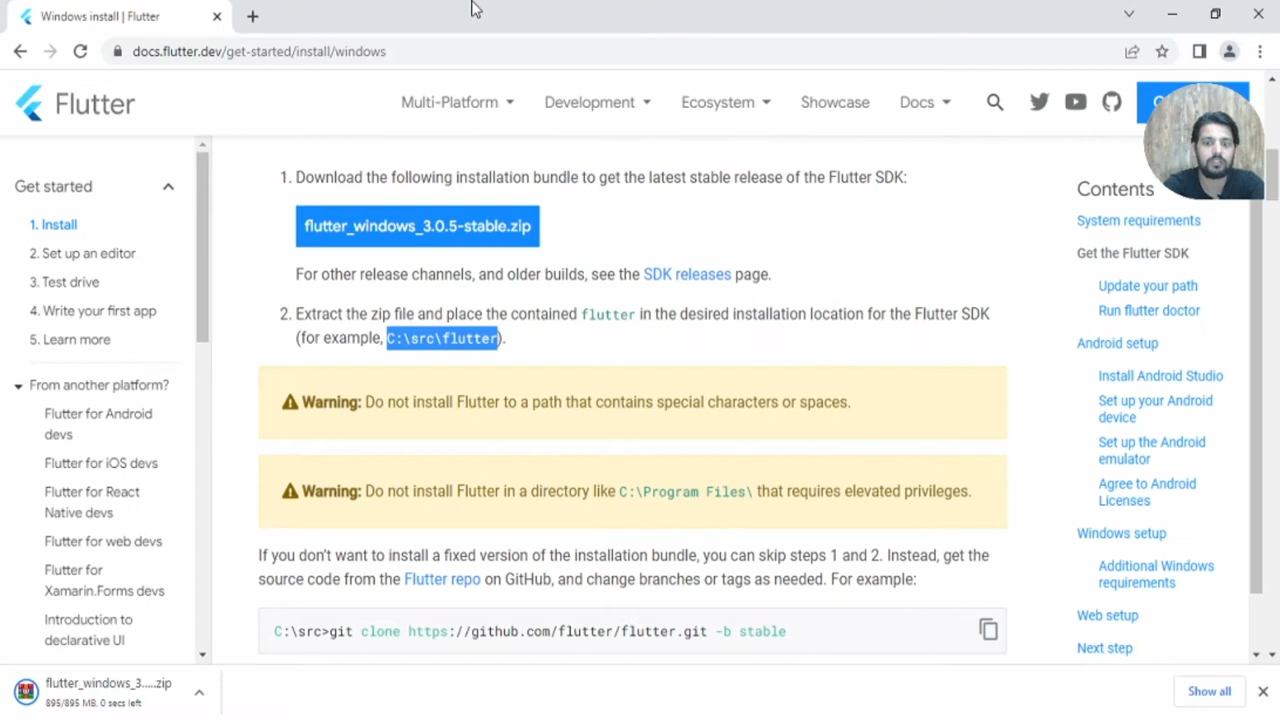 Windows install | Flutter
docs.flutter.dev/get-started/install/windows
Flutter
Multi-Platform
Development
Ecosystem
Showcase
Docs
Get started
1. Install
2. Set up an editor
3. Test drive
4. Write your first app
5. Learn more
From another platform?
Flutter for Android
devs
Flutter for iOS devs
Flutter for React
Native devs
Flutter for web devs
Flutter for
Xamarin.Forms devs
Introduction to
declarative UI
1. Download the following installation bundle to get the latest stable release of the Flutter SDK:
flutter_windows_3.0.5-stable.zip
For other release channels, and older builds, see the SDK releases page.
2. Extract the zip file and place the contained flutter in the desired installation location for the Flutter SDK
(for example, C:\src\flutter).
Warning: Do not install Flutter to a path that contains special characters or spaces.
Warning: Do not install Flutter in a directory like C:\Program Files\ that requires elevated privileges.
If you don't want to install a fixed version of the installation bundle, you can skip steps 1 and 2. Instead, get the
source code from the Flutter repo on GitHub, and change branches or tags as needed. For example:
C:\src>git clone https://github.com/flutter/flutter.git -b stable
Contents
System requirements
Get the Flutter SDK
Update your path
Run flutter doctor
Android setup
Install Android Studio
Set up your Android
device
Set up the Android
emulator
Agree to Android
Licenses
Windows setup
Additional Windows
requirements
Web setup
Next step
flutter_windows_3.....zip
895/895 MB, 0 secs left
Show all